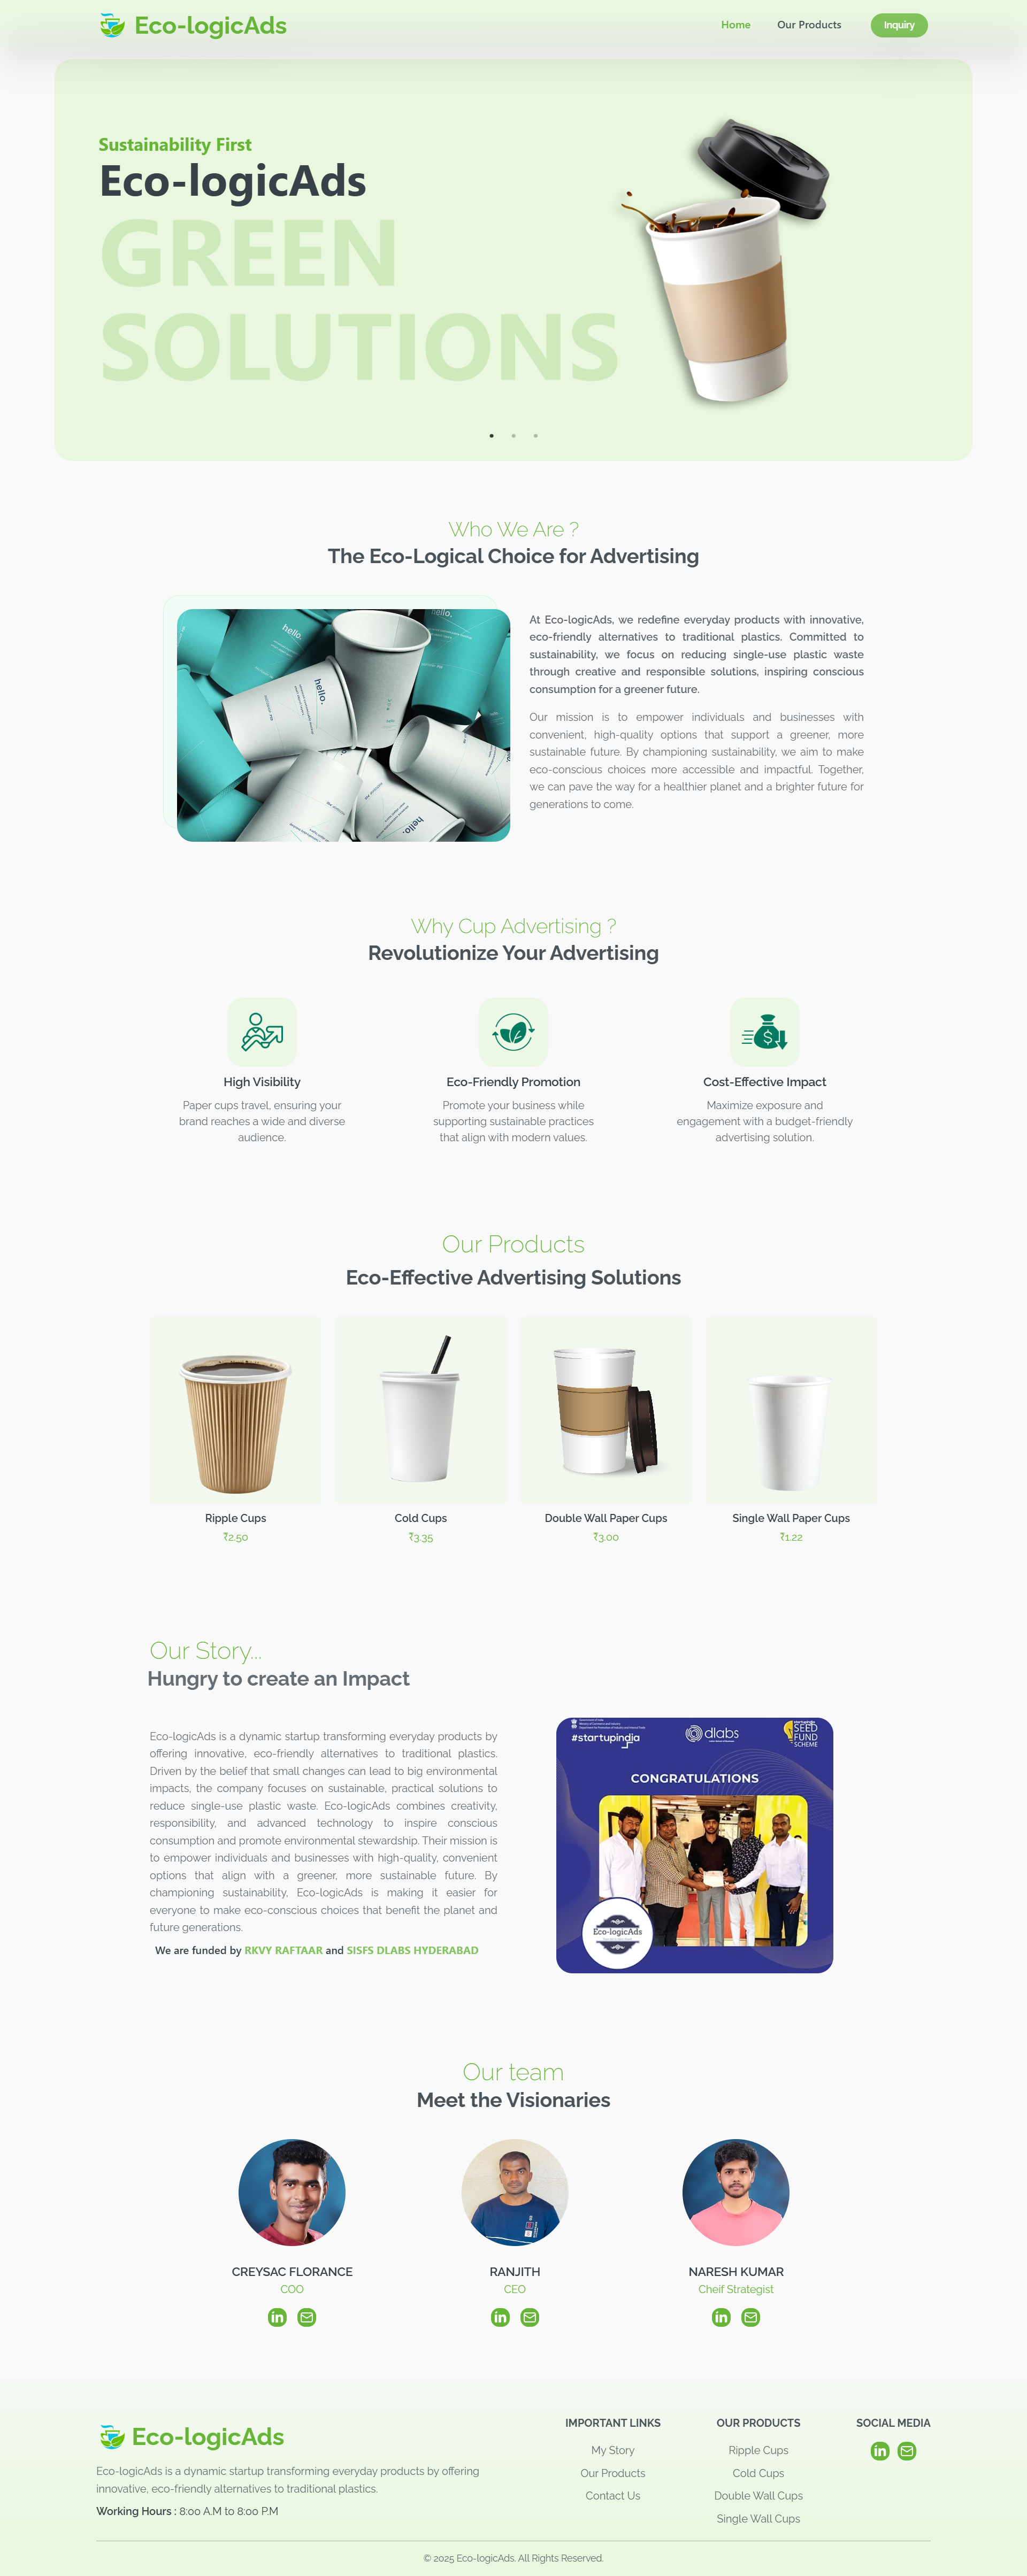 Eco-logicAds
Home
Our Products
Inquiry
Sustainability First
Eco-logicAds
GREEN
SOLUTIONS
Who We Are ?
The Eco-Logical Choice for Advertising
hello.
hello.
hello.
hello.
At Eco-logicAds, we redefine everyday products with innovative,
eco-friendly alternatives to traditional plastics. Committed to
sustainability, we focus on reducing single-use plastic waste
through creative and responsible solutions, inspiring conscious
consumption for a greener future.
Our mission is to empower individuals and businesses with
convenient, high-quality options that support a greener, more
sustainable future. By championing sustainability, we aim to make
eco-conscious choices more accessible and impactful. Together,
we can pave the way for a healthier planet and a brighter future for
generations to come.
Why Cup Advertising ?
Revolutionize Your Advertising
High Visibility
Paper cups travel, ensuring your
brand reaches a wide and diverse
audience.
Eco-Friendly Promotion
Promote your business while
supporting sustainable practices
that align with modern values.
Cost-Effective Impact
Maximize exposure and
engagement with a budget-friendly
advertising solution.
Our Products
Eco-Effective Advertising Solutions
Ripple Cups
₹2.50
Cold Cups
₹3.35
Double Wall Paper Cups
₹3.00
Single Wall Paper Cups
₹1.22
Our Story...
Hungry to create an Impact
Eco-logicAds is a dynamic startup transforming everyday products by
offering innovative, eco-friendly alternatives to traditional plastics.
Driven by the belief that small changes can lead to big environmental
impacts, the company focuses on sustainable, practical solutions to
reduce single-use plastic waste. Eco-logicAds combines creativity,
responsibility, and advanced technology to inspire conscious
consumption and promote environmental stewardship. Their mission is
to empower individuals and businesses with high-quality, convenient
options that align with a greener, more sustainable future. By
championing sustainability, Eco-logicAds is making it easier for
everyone to make eco-conscious choices that benefit the planet and
future generations.
We are funded by RKVY RAFTAAR and SISFS DLABS HYDERABAD
#startupindia
dlabs
SEED
FUND
SCHEME
CONGRATULATIONS
Eco-logicAds
Our team
Meet the Visionaries
CREYSAC FLORANCE
COO
in
RANJITH
CEO
in
NARESH KUMAR
Cheif Strategist
in
Eco-logicAds
Eco-logicAds is a dynamic startup transforming everyday products by offering
innovative, eco-friendly alternatives to traditional plastics.
Working Hours : 8:00 A.M to 8:00 P.M
IMPORTANT LINKS
My Story
Our Products
Contact Us
OUR PRODUCTS
Ripple Cups
Cold Cups
Double Wall Cups
Single Wall Cups
SOCIAL MEDIA
in
© 2025 Eco-logicAds. All Rights Reserved.